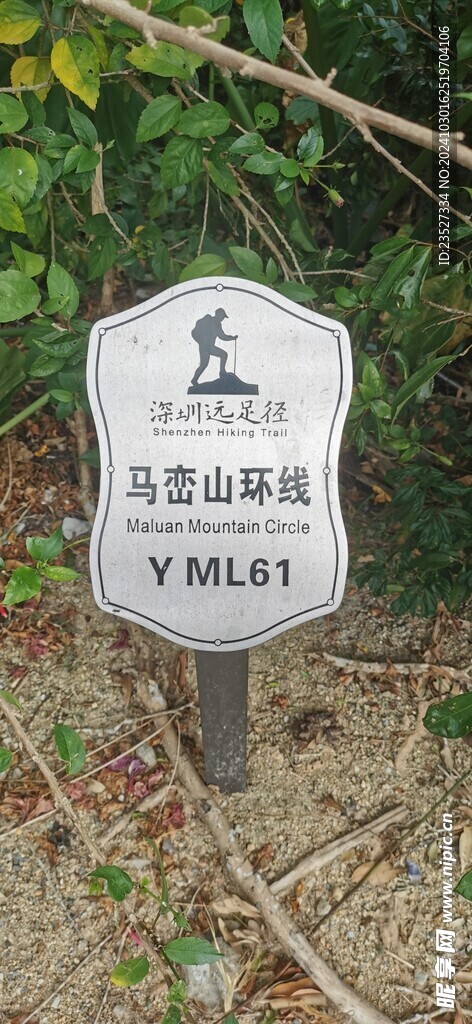 深圳远足径
Shenzhen Hiking Trail
马峦山环线
Maluan Mountain Circle
Y ML61
ID:23527334 NO:20241030162519704106
昵享网 www.nipic.cn